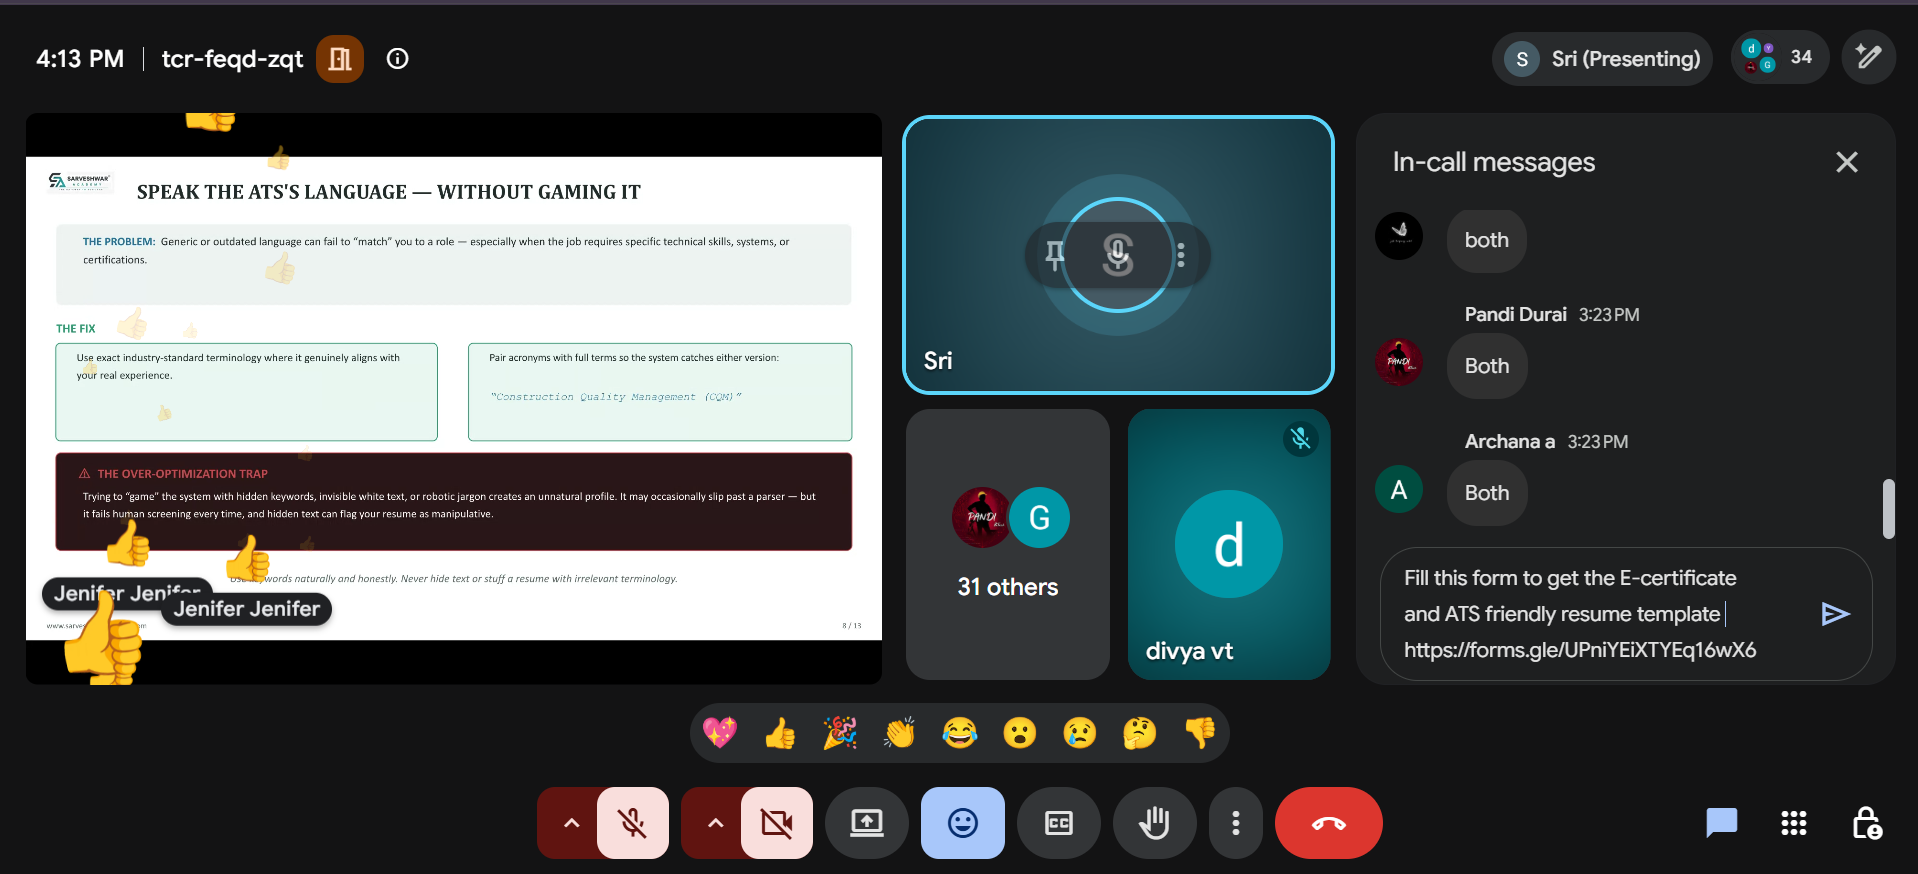 4:13 PM
tcr-feqd-zqt
S
Sri (Presenting)
34
SARVESHWAR
ACADEMY
SPEAK THE ATS'S LANGUAGE — WITHOUT GAMING IT
THE PROBLEM: Generic or outdated language can fail to “match” you to a role — especially when the job requires specific technical skills, systems, or
certifications.
THE FIX
Use exact industry-standard terminology where it genuinely aligns with
your real experience.
Pair acronyms with full terms so the system catches either version:
“Construction Quality Management (CQM)”
⚠ THE OVER-OPTIMIZATION TRAP
Trying to “game” the system with hidden keywords, invisible white text, or robotic jargon creates an unnatural profile. It may occasionally slip past a parser — but
it fails human screening every time, and hidden text can flag your resume as manipulative.
words naturally and honestly. Never hide text or stuff a resume with irrelevant terminology.
Jenifer Jenifer
Jenifer Jenifer
8 / 13
S
Sri
PANDI
G
31 others
d
divya vt
In-call messages
both
Pandi Durai 3:23 PM
PANDI
Both
Archana a 3:23 PM
A
Both
Fill this form to get the E-certificate
and ATS friendly resume template
https://forms.gle/UPniYEiXTYEq16wX6
CC